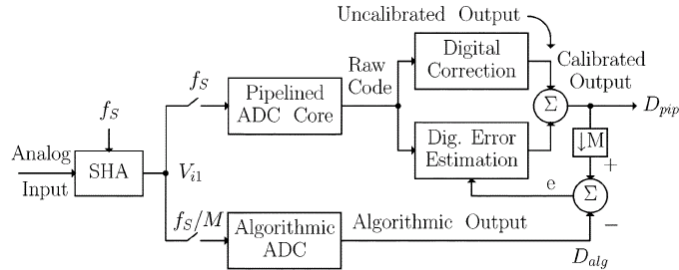 Uncalibrated Output
Digital
Correction
Calibrated
Output
Raw
Code
f_S
Pipelined
ADC Core
Σ
D_pip
f_S
Dig. Error
Estimation
↓M
+
Analog
Input
SHA
V_i1
e
Σ
f_S/M
Algorithmic
ADC
Algorithmic Output
−
D_alg